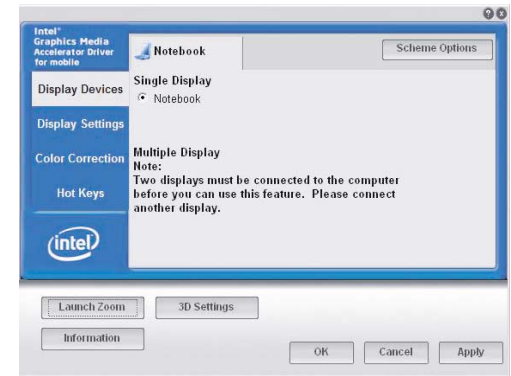 Intel®
Graphics Media
Accelerator Driver
for mobile
Notebook
Scheme Options
Display Devices
Single Display
Notebook
Display Settings
Color Correction
Multiple Display
Note:
Two displays must be connected to the computer
before you can use this feature. Please connect
another display.
Hot Keys
intel
Launch Zoom
3D Settings
Information
OK
Cancel
Apply